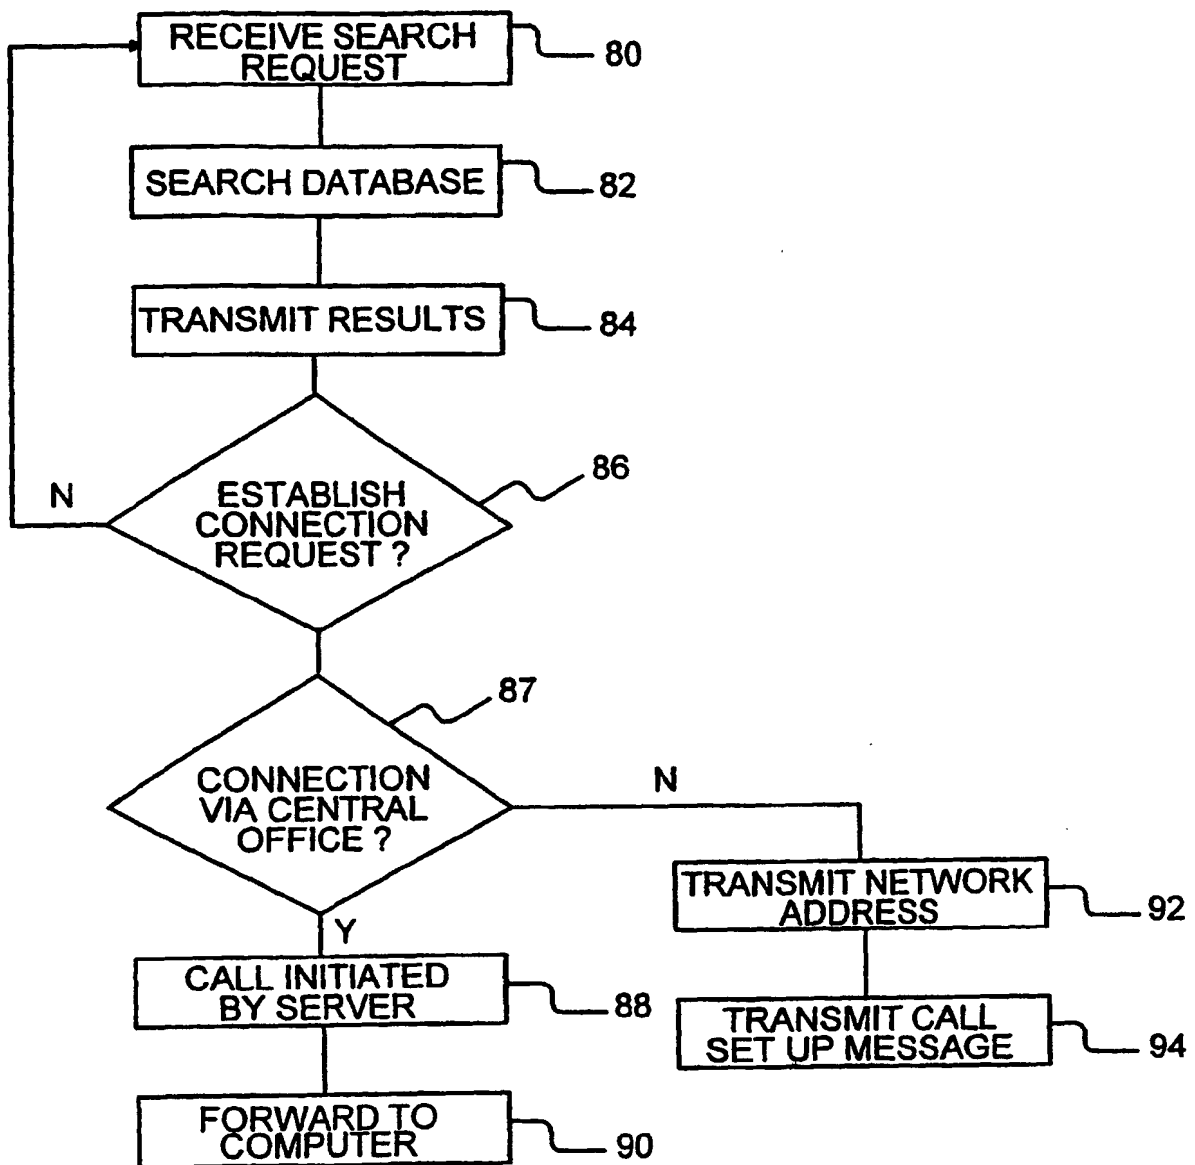 RECEIVE SEARCH
REQUEST
80
SEARCH DATABASE
82
TRANSMIT RESULTS
84
ESTABLISH
CONNECTION
REQUEST ?
86
N
CONNECTION
VIA CENTRAL
OFFICE ?
87
N
Y
TRANSMIT NETWORK
ADDRESS
92
CALL INITIATED
BY SERVER
88
TRANSMIT CALL
SET UP MESSAGE
94
FORWARD TO
COMPUTER
90